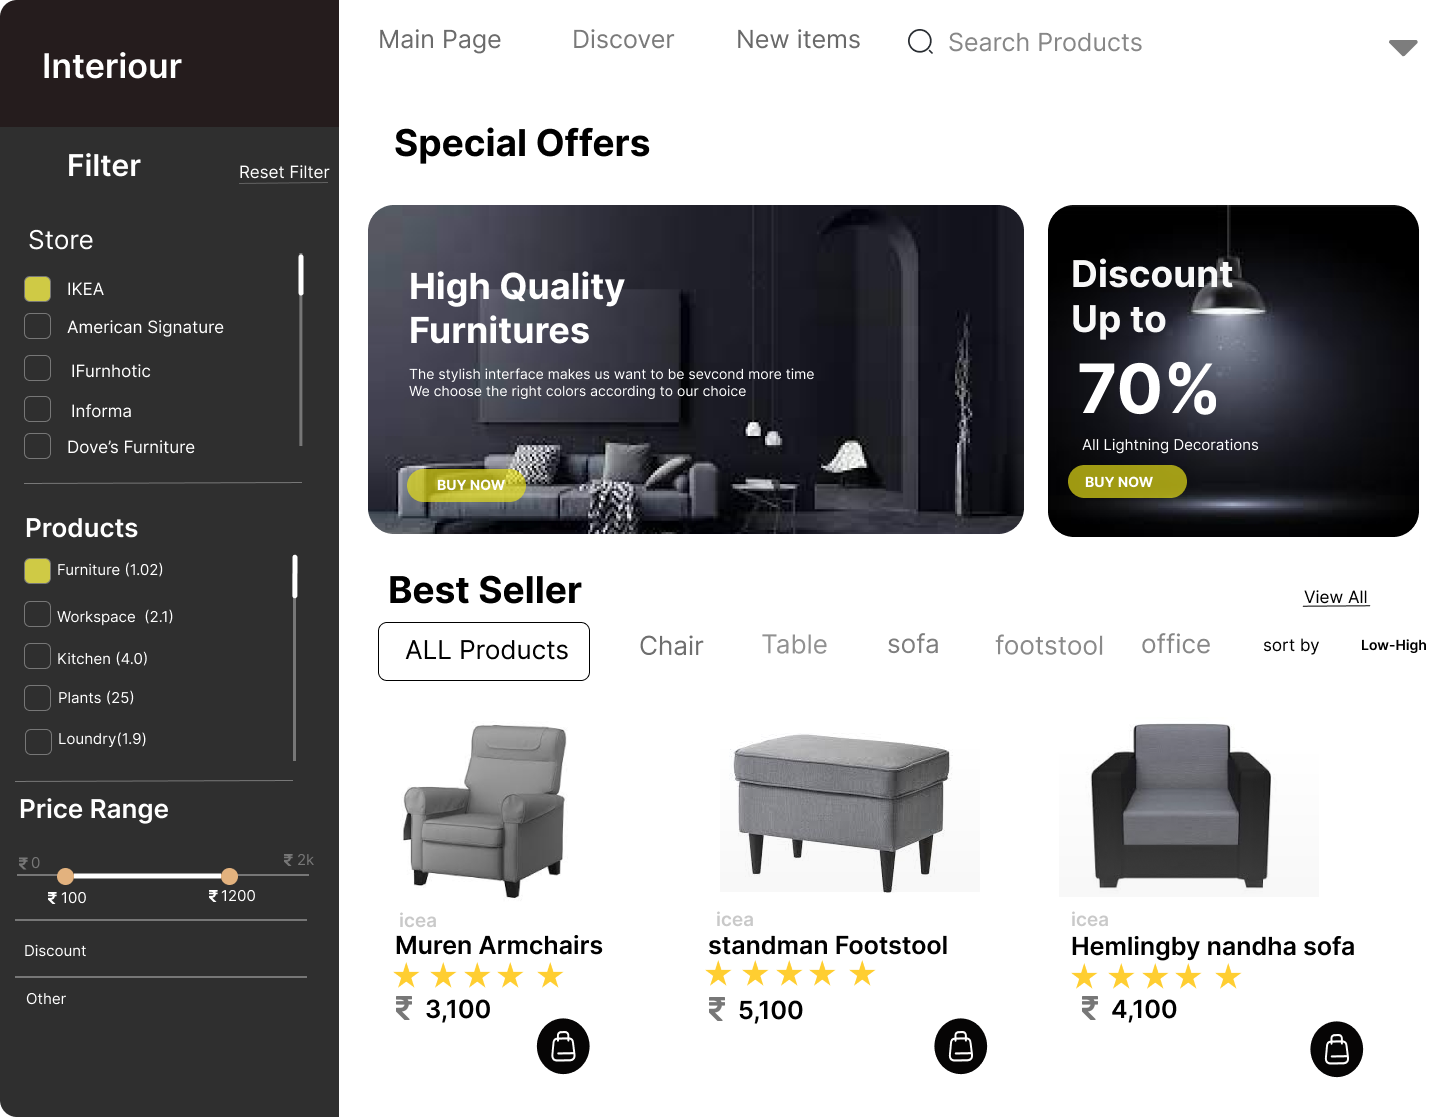 Interiour
Main Page
Discover
New items
Search Products
Filter
Reset Filter
Store
IKEA
American Signature
IFurnhotic
Informa
Dove’s Furniture
Products
Furniture (1.02)
Workspace (2.1)
Kitchen (4.0)
Plants (25)
Loundry(1.9)
Price Range
₹ 0
₹ 2k
₹ 100
₹ 1200
Discount
Other
Special Offers
High Quality
Furnitures
The stylish interface makes us want to be sevcond more time
We choose the right colors according to our choice
BUY NOW
Discount
Up to
70%
All Lightning Decorations
BUY NOW
Best Seller
View All
ALL Products
Chair
Table
sofa
footstool
office
sort by
Low-High
icea
Muren Armchairs
₹ 3,100
icea
standman Footstool
₹ 5,100
icea
Hemlingby nandha sofa
₹ 4,100